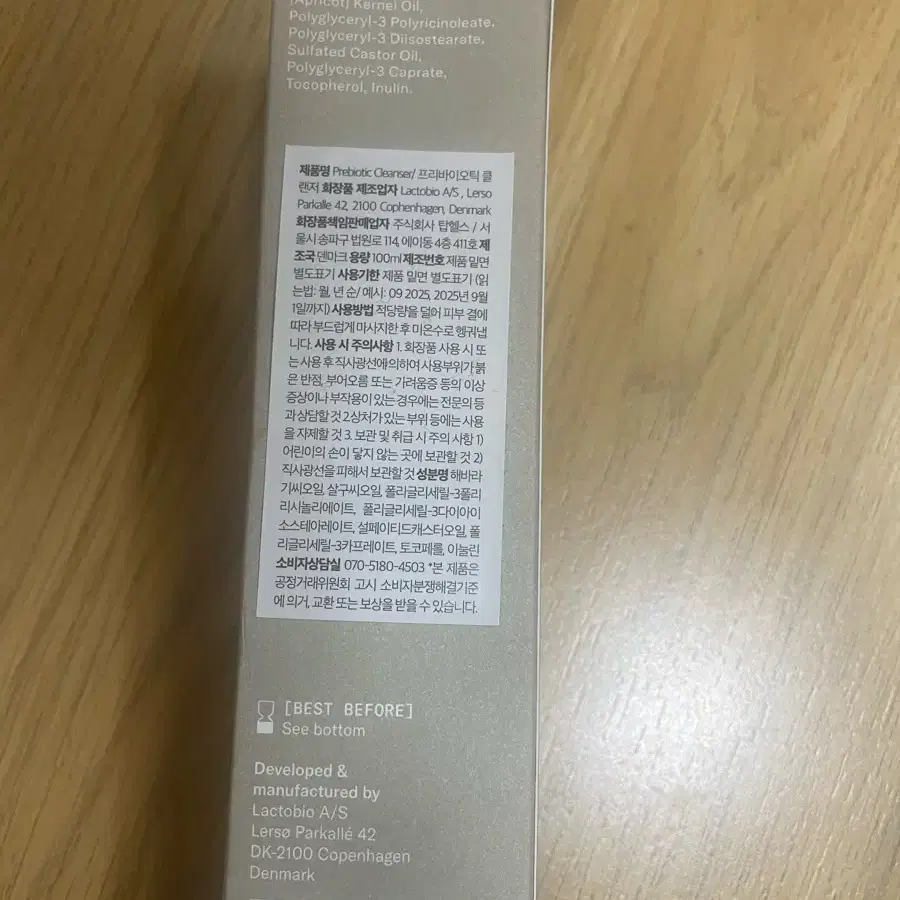 (Apricot) Kernel Oil,
Polyglyceryl-3 Polyricinoleate,
Polyglyceryl-3 Diisostearate,
Sulfated Castor Oil,
Polyglyceryl-3 Caprate,
Tocopherol, Inulin.
제품명 Prebiotic Cleanser/ 프리바이오틱 클
랜저 화장품 제조업자 Lactobio A/S , Lerso
Parkalle 42, 2100 Cophenhagen, Denmark
화장품책임판매업자 주식회사 탑헬스 / 서
울시 송파구 법원로 114, 에이동 4층 411호 제
조국 덴마크 용량 100ml 제조번호 제품 밑면
별도표기 사용기한 제품 밑면 별도표기 (읽
는법: 월, 년 순/ 예시: 09 2025, 2025년 9월
1일까지) 사용방법 적당량을 덜어 피부 결에
따라 부드럽게 마사지한 후 미온수로 헹궈냅
니다. 사용 시 주의사항 1. 화장품 사용 시 또
는 사용 후 직사광선에 의하여 사용부위가 붉
은 반점, 부어오름 또는 가려움증 등의 이상
증상이나 부작용이 있는 경우에는 전문의 등
과 상담할 것 2.상처가 있는 부위 등에는 사용
을 자제할 것 3. 보관 및 취급 시 주의 사항 1)
어린이의 손이 닿지 않는 곳에 보관할 것 2)
직사광선을 피해서 보관할 것 성분명 해바라
기씨오일, 살구씨오일, 폴리글리세릴-3폴리
리시놀리에이트, 폴리글리세릴-3다이아이
소스테아레이트, 설페이티드캐스터오일, 폴
리글리세릴-3카프레이트, 토코페롤, 이눌린
소비자상담실 070-5180-4503 *본 제품은
공정거래위원회 고시 소비자분쟁해결기준
에 의거, 교환 또는 보상을 받을 수 있습니다.
[BEST BEFORE]
See bottom
Developed &
manufactured by
Lactobio A/S
Lersø Parkallé 42
DK-2100 Copenhagen
Denmark